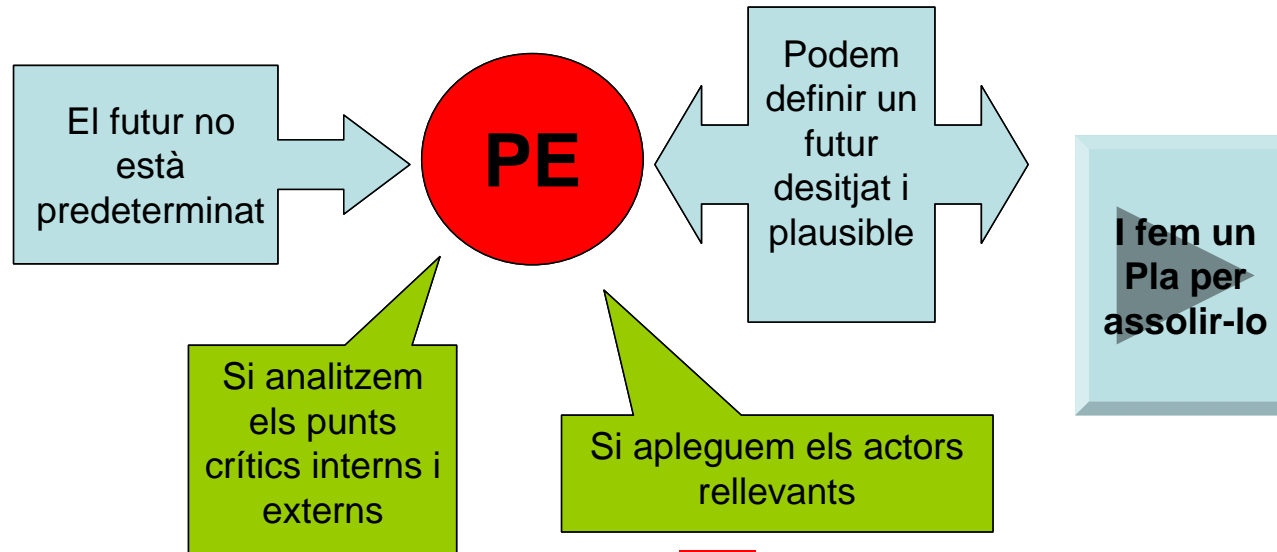 El futur no
està
predeterminat
PE
Podem
definir un
futur
desitjat i
plausible
I fem un
Pla per
assolir-lo
Si analitzem
els punts
crítics interns i
externs
Si apleguem els actors
rellevants